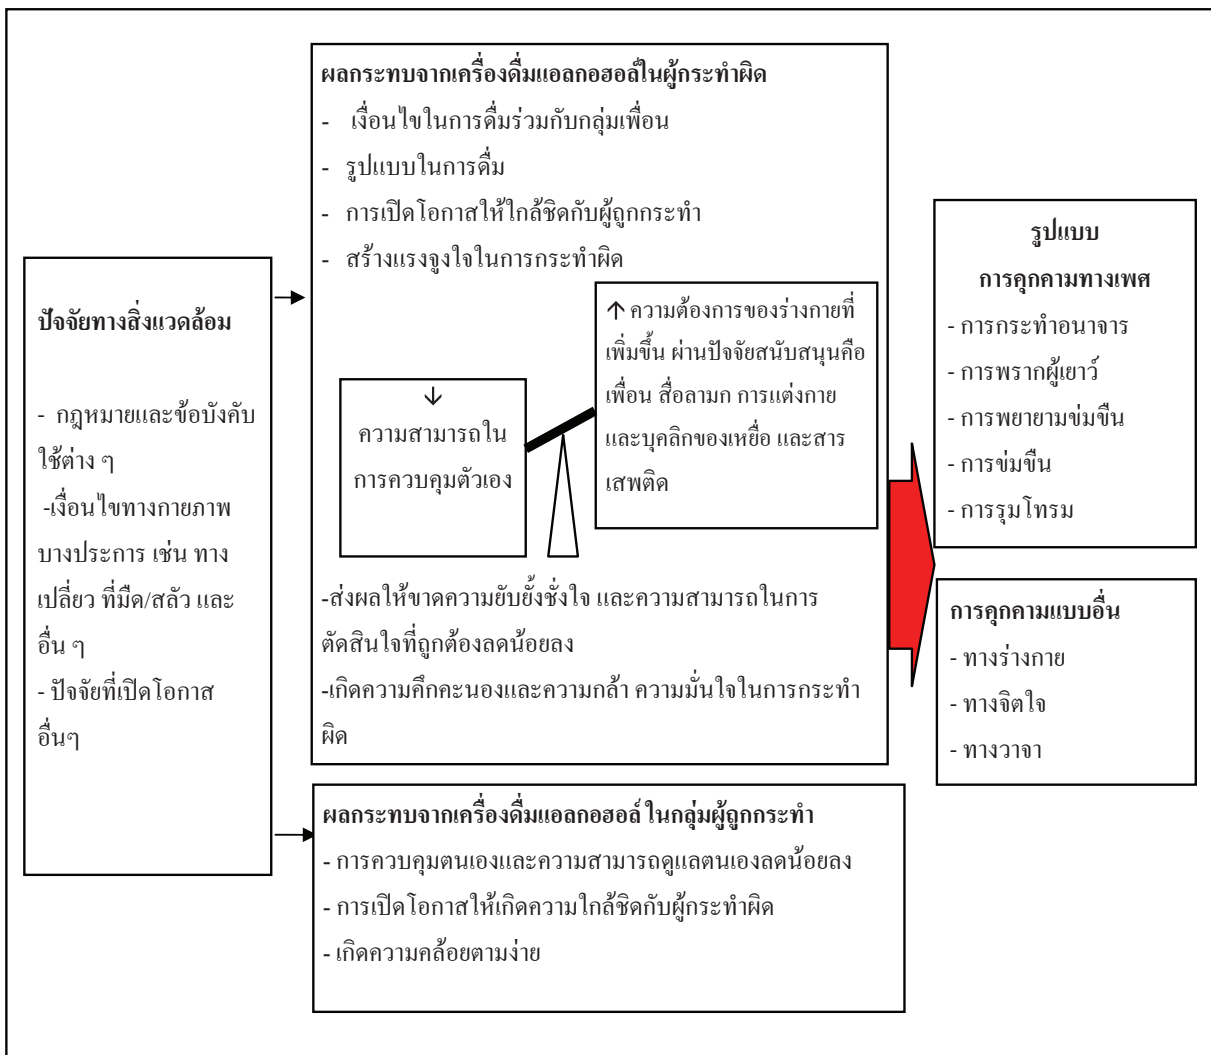 ปัจจัยทางสิ่งแวดล้อม
- กฎหมายและข้อบังคับ
ใช้ต่าง ๆ
-เงื่อนไขทางกายภาพ
บางประการ เช่น ทาง
เปลี่ยว ที่มืด/สลัว และ
อื่น ๆ
- ปัจจัยที่เปิดโอกาส
อื่นๆ
ผลกระทบจากเครื่องดื่มแอลกอฮอล์ในผู้กระทำผิด
- เงื่อนไขในการดื่มร่วมกับกลุ่มเพื่อน
- รูปแบบในการดื่ม
- การเปิดโอกาสให้ใกล้ชิดกับผู้ถูกกระทำ
- สร้างแรงจูงใจในการกระทำผิด
↓
ความสามารถใน
การควบคุมตัวเอง
↑ ความต้องการของร่างกายที่
เพิ่มขึ้น ผ่านปัจจัยสนับสนุนคือ
เพื่อน สื่อลามก การแต่งกาย
และบุคลิกของเหยื่อ และสาร
เสพติด
-ส่งผลให้ขาดความยับยั้งชั่งใจ และความสามารถในการ
ตัดสินใจที่ถูกต้องลดน้อยลง
-เกิดความคึกคะนองและความกล้า ความมั่นใจในการกระทำ
ผิด
ผลกระทบจากเครื่องดื่มแอลกอฮอล์ ในกลุ่มผู้ถูกกระทำ
- การควบคุมตนเองและความสามารถดูแลตนเองลดน้อยลง
- การเปิดโอกาสให้เกิดความใกล้ชิดกับผู้กระทำผิด
- เกิดความคล้อยตามง่าย
รูปแบบ
การคุกคามทางเพศ
- การกระทำอนาจาร
- การพรากผู้เยาว์
- การพยายามข่มขืน
- การข่มขืน
- การรุมโทรม
การคุกคามแบบอื่น
- ทางร่างกาย
- ทางจิตใจ
- ทางวาจา